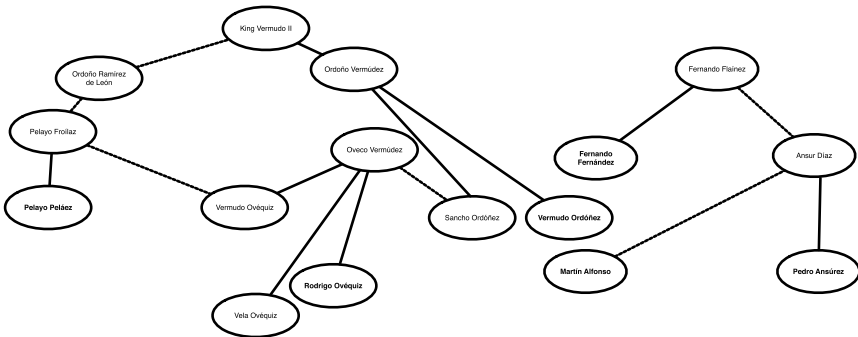 King Vermudo II
Ordoño Ramírez
de León
Ordoño Vermúdez
Fernando Flaínez
Pelayo Froilaz
Oveco Vermúdez
Fernando
Fernández
Ansur Díaz
Pelayo Peláez
Vermudo Ovéquiz
Sancho Ordóñez
Vermudo Ordóñez
Martín Alfonso
Pedro Ansúrez
Rodrigo Ovéquiz
Vela Ovéquiz